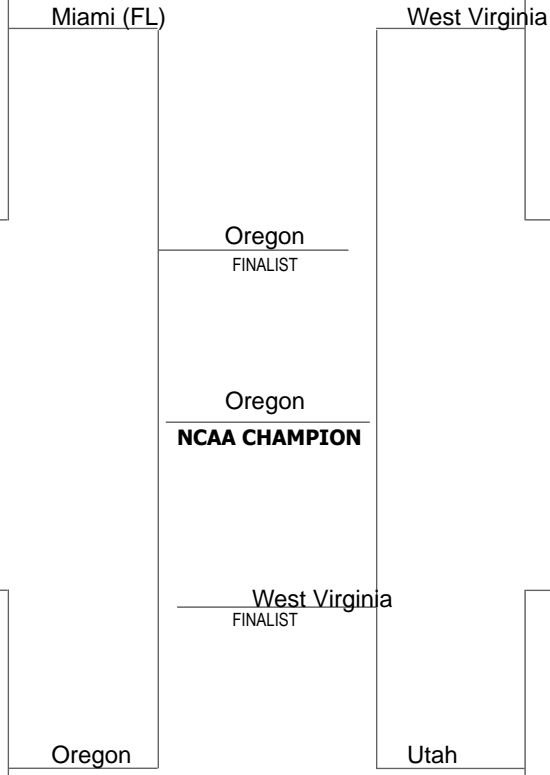 Miami (FL)
West Virginia
Oregon
FINALIST
Oregon
NCAA CHAMPION
West Virginia
FINALIST
Oregon
Utah